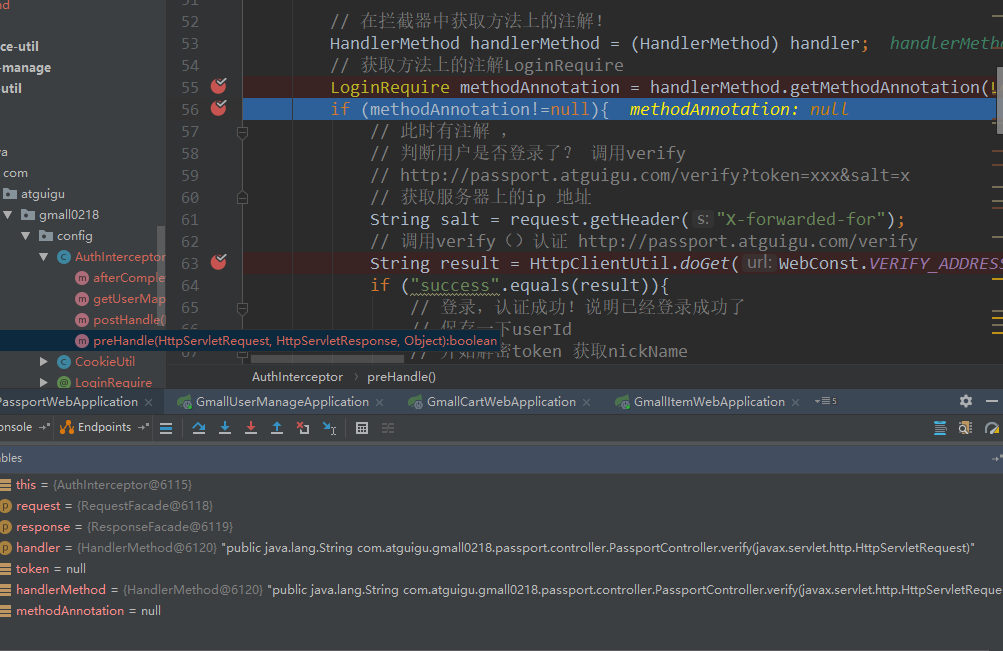 51
52 // 在拦截器中获取方法上的注解!
53 HandlerMethod handlerMethod = (HandlerMethod) handler; handlerMeth
54 // 获取方法上的注解LoginRequire
55 LoginRequire methodAnnotation = handlerMethod.getMethodAnnotation(
56 if (methodAnnotation!=null){ methodAnnotation: null
57 // 此时有注解 ，
58 // 判断用户是否登录了？ 调用verify
59 // http://passport.atguigu.com/verify?token=xxx&salt=x
60 // 获取服务器上的ip 地址
61 String salt = request.getHeader( s: "X-forwarded-for");
62 // 调用verify（）认证 http://passport.atguigu.com/verify
63 String result = HttpClientUtil.doGet( url: WebConst.VERIFY_ADDRES
64 if ("success".equals(result)){
65 // 登录，认证成功！说明已经登录成功了
// 保存一下userId
// 开始解密token 获取nickName
ce-util
-manage
util
va
com
atguigu
gmall0218
config
AuthInterceptor
afterComple
getUserMap
postHandle(
preHandle(HttpServletRequest, HttpServletResponse, Object):boolean
CookieUtil
LoginRequire
AuthInterceptor › preHandle()
PassportWebApplication × GmallUserManageApplication × GmallCartWebApplication × GmallItemWebApplication × 5
onsole Endpoints
bles
this = {AuthInterceptor@6115}
request = {RequestFacade@6118}
response = {ResponseFacade@6119}
handler = {HandlerMethod@6120} "public java.lang.String com.atguigu.gmall0218.passport.controller.PassportController.verify(javax.servlet.http.HttpServletRequest)"
token = null
handlerMethod = {HandlerMethod@6120} "public java.lang.String com.atguigu.gmall0218.passport.controller.PassportController.verify(javax.servlet.http.HttpServletReque
methodAnnotation = null